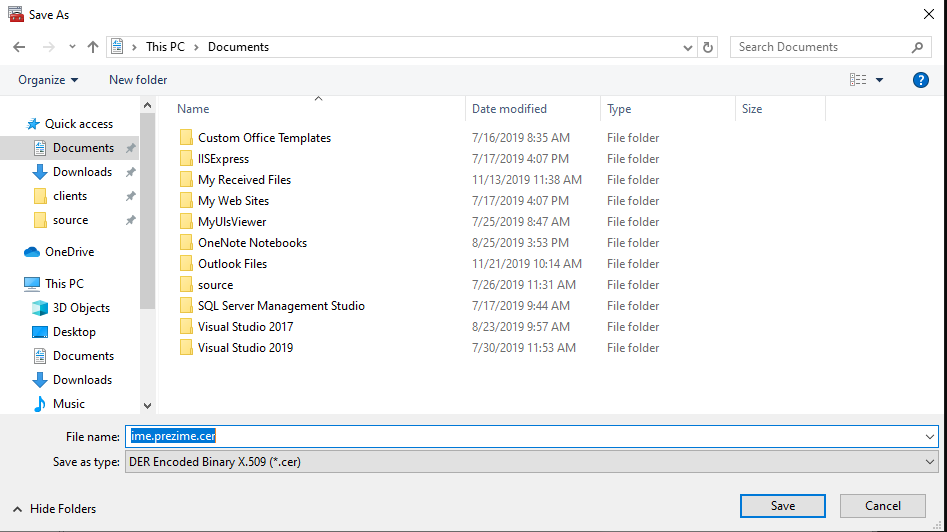 Save As
This PC > Documents
Search Documents
Organize
New folder
Name
Date modified
Type
Size
Quick access
Documents
Downloads
clients
source
OneDrive
This PC
3D Objects
Desktop
Documents
Downloads
Music
Custom Office Templates 7/16/2019 8:35 AM File folder
IISExpress 7/17/2019 4:07 PM File folder
My Received Files 11/13/2019 11:38 AM File folder
My Web Sites 7/17/2019 4:07 PM File folder
MyUIsViewer 7/25/2019 8:47 AM File folder
OneNote Notebooks 8/25/2019 3:53 PM File folder
Outlook Files 11/21/2019 10:14 AM File folder
source 7/26/2019 11:31 AM File folder
SQL Server Management Studio 7/17/2019 9:44 AM File folder
Visual Studio 2017 8/23/2019 9:57 AM File folder
Visual Studio 2019 7/30/2019 11:53 AM File folder
File name: ime.prezime.cer
Save as type: DER Encoded Binary X.509 (*.cer)
Hide Folders
Save
Cancel